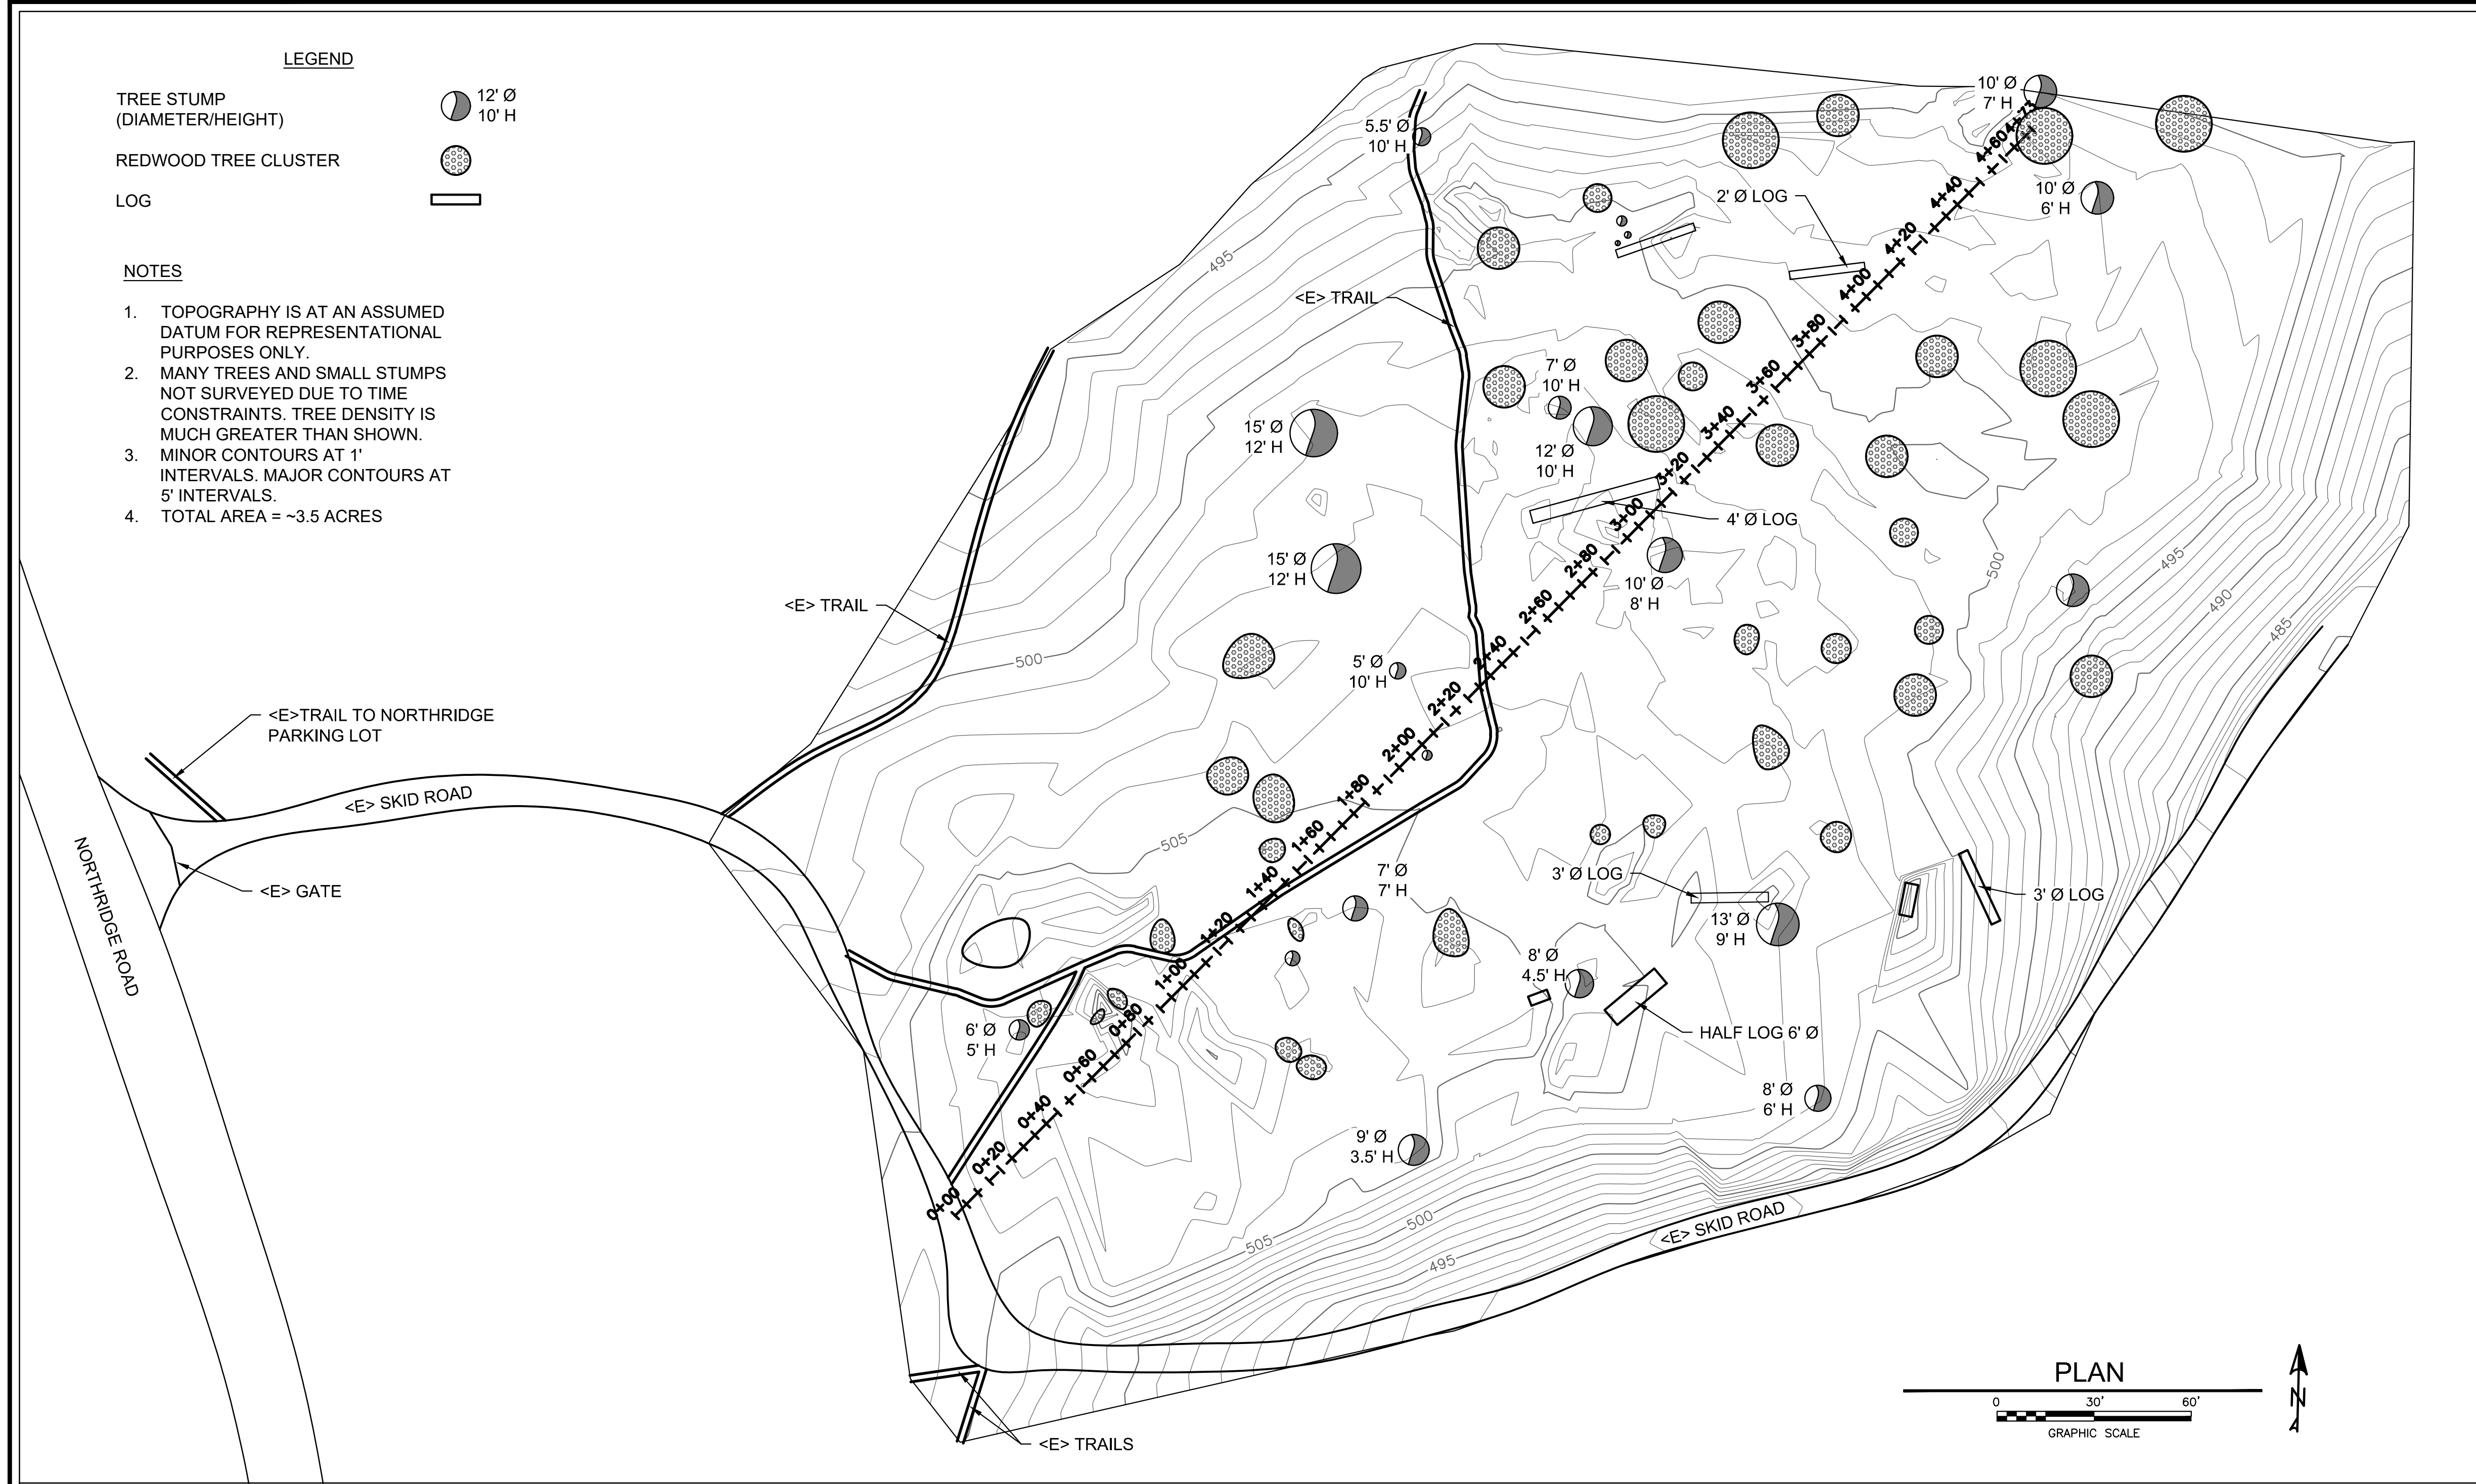 LEGEND
TREE STUMP
(DIAMETER/HEIGHT)
12' Ø
10' H
REDWOOD TREE CLUSTER
LOG
NOTES
1. TOPOGRAPHY IS AT AN ASSUMED
DATUM FOR REPRESENTATIONAL
PURPOSES ONLY.
2. MANY TREES AND SMALL STUMPS
NOT SURVEYED DUE TO TIME
CONSTRAINTS. TREE DENSITY IS
MUCH GREATER THAN SHOWN.
3. MINOR CONTOURS AT 1'
INTERVALS. MAJOR CONTOURS AT
5' INTERVALS.
4. TOTAL AREA = ~3.5 ACRES
10' Ø
7' H
5.5' Ø
10' H
10' Ø
6' H
2' Ø LOG
495
<E> TRAIL
7' Ø
10' H
15' Ø
12' H
12' Ø
10' H
4' Ø LOG
15' Ø
12' H
10' Ø
8' H
500
495
490
485
<E> TRAIL
500
5' Ø
10' H
<E>TRAIL TO NORTHRIDGE
PARKING LOT
<E> SKID ROAD
NORTHRIDGE ROAD
<E> GATE
505
7' Ø
7' H
3' Ø LOG
3' Ø LOG
13' Ø
9' H
8' Ø
4.5' H
HALF LOG 6' Ø
6' Ø
5' H
8' Ø
6' H
9' Ø
3.5' H
0+00
0+20
0+40
0+60
0+80
1+00
1+20
1+40
1+60
1+80
2+00
2+20
2+40
2+60
2+80
3+00
3+20
3+40
3+60
3+80
4+00
4+20
4+40
4+60
4+73
505
500
495
<E> SKID ROAD
<E> TRAILS
PLAN
0 30' 60'
GRAPHIC SCALE
N